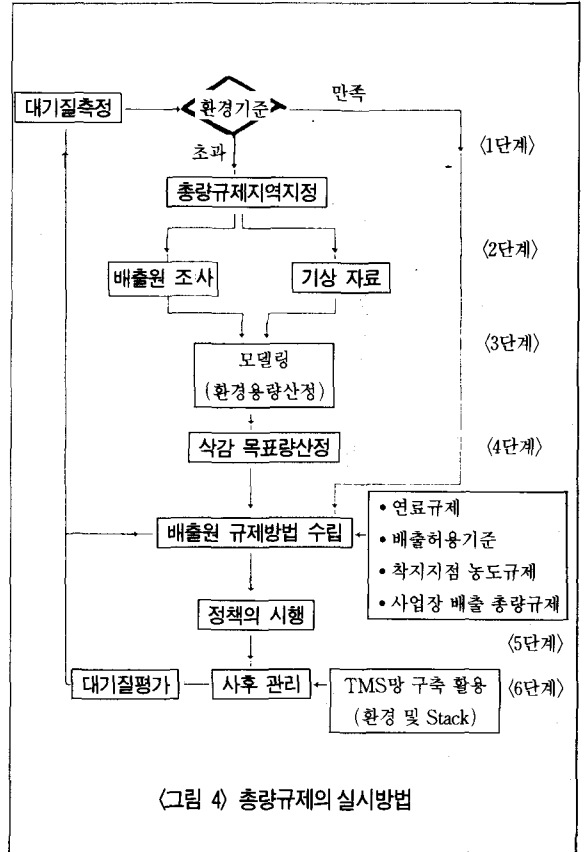 만족
대기질측정
환경기준
초과
〈1단계〉
총량규제지역지정
〈2단계〉
배출원 조사
기상 자료
〈3단계〉
모델링
(환경용량산정)
삭감 목표량산정
〈4단계〉
• 연료규제
• 배출허용기준
• 착지지점 농도규제
• 사업장 배출 총량규제
배출원 규제방법 수립
정책의 시행
〈5단계〉
대기질평가
사후 관리
TMS망 구축 활용
(환경 및 Stack)
〈6단계〉
〈그림 4〉 총량규제의 실시방법